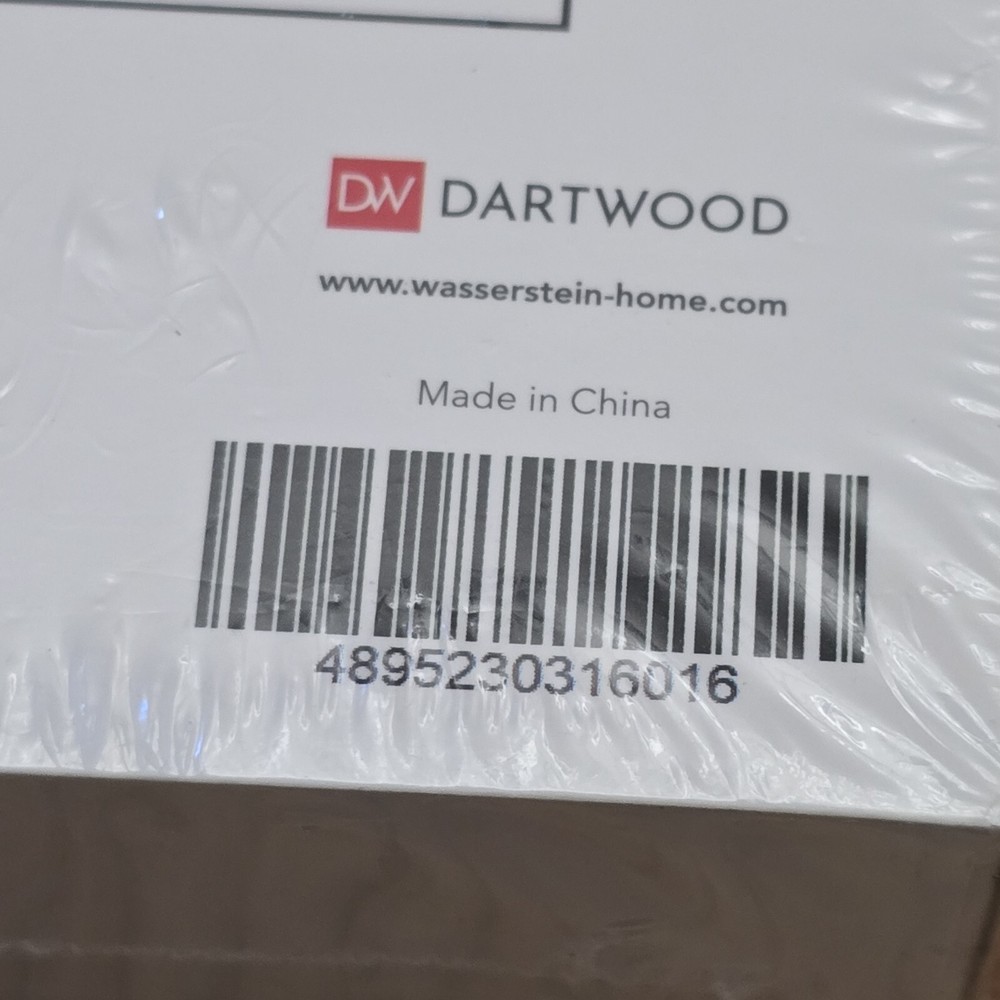 DW DARTWOOD
www.wasserstein-home.com
Made in China
4895230316016